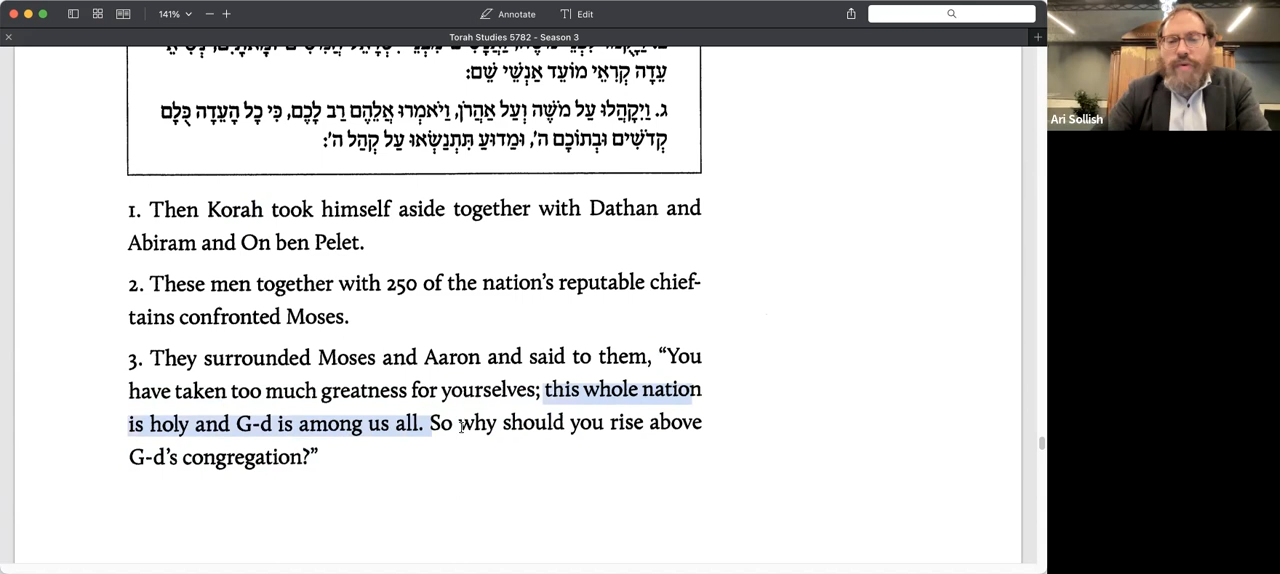 141%
Annotate
Edit
Torah Studies 5782 - Season 3
עֵדָה קְרִאֵי מוֹעֵד אַנְשֵׁי שֵׁם:
ג. וַיִּקָּהֲלוּ עַל מֹשֶׁה וְעַל אַהֲרֹן, וַיֹּאמְרוּ אֲלֵהֶם רַב לָכֶם, כִּי כָל הָעֵדָה כֻּלָּם
קְדֹשִׁים וּבְתוֹכָם ה', וּמַדּוּעַ תִּתְנַשְּׂאוּ עַל קְהַל ה':
1. Then Korah took himself aside together with Dathan and
Abiram and On ben Pelet.
2. These men together with 250 of the nation's reputable chief-
tains confronted Moses.
3. They surrounded Moses and Aaron and said to them, “You
have taken too much greatness for yourselves; this whole nation
is holy and G-d is among us all. So why should you rise above
G-d's congregation?”
Ari Sollish